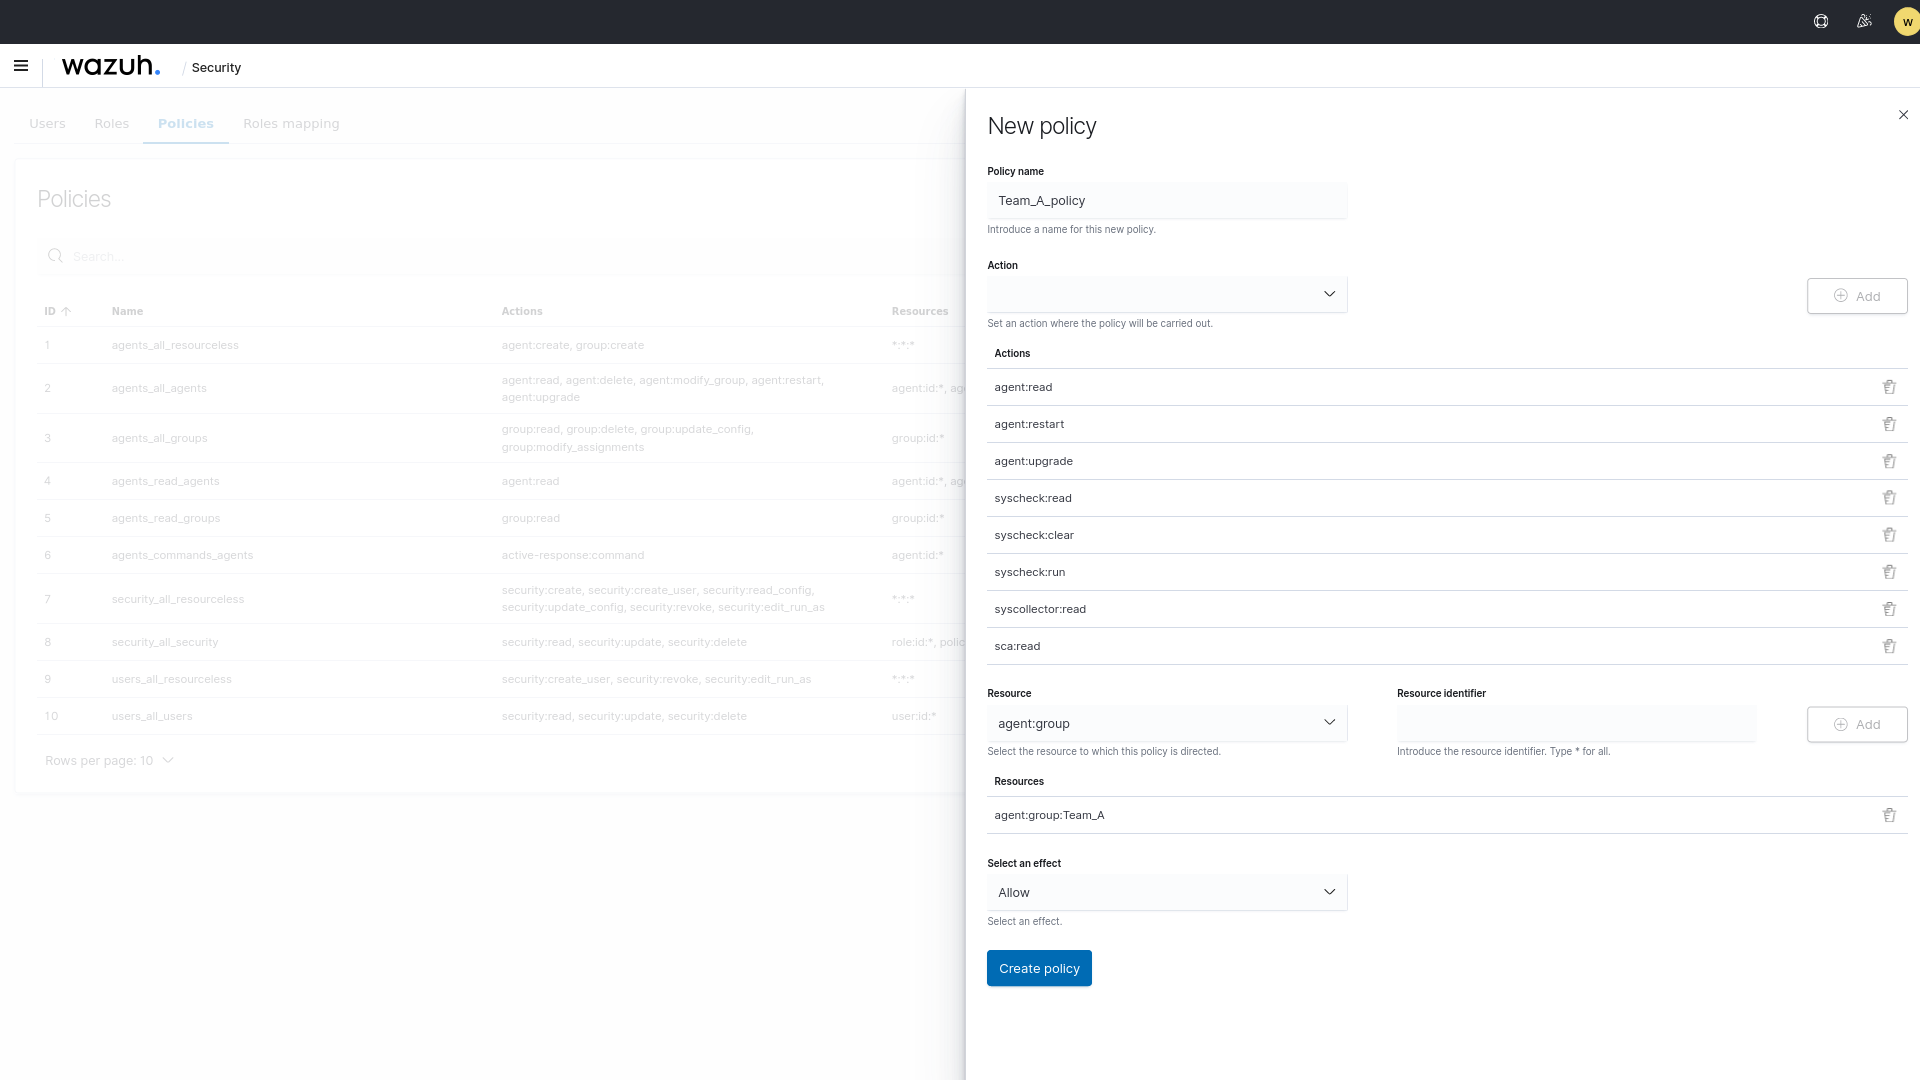 W
wazuh.
/ Security
Users Roles Policies Roles mapping
Policies
Search...
ID Name Actions Resources
1 agents_all_resourceless agent:create, group:create *:*:*
2 agents_all_agents agent:read, agent:delete, agent:modify_group, agent:restart, agent:id:*, ag
agent:upgrade
3 agents_all_groups group:read, group:delete, group:update_config, group:id:*
group:modify_assignments
4 agents_read_agents agent:read agent:id:*, ag
5 agents_read_groups group:read group:id:*
6 agents_commands_agents active-response:command agent:id:*
7 security_all_resourceless security:create, security:create_user, security:read_config, *:*:*
security:update_config, security:revoke, security:edit_run_as
8 security_all_security security:read, security:update, security:delete role:id:*, polic
9 users_all_resourceless security:create_user, security:revoke, security:edit_run_as *:*:*
10 users_all_users security:read, security:update, security:delete user:id:*
Rows per page: 10
New policy
Policy name
Team_A_policy
Introduce a name for this new policy.
Action
Add
Set an action where the policy will be carried out.
Actions
agent:read
agent:restart
agent:upgrade
syscheck:read
syscheck:clear
syscheck:run
syscollector:read
sca:read
Resource Resource identifier
agent:group Add
Select the resource to which this policy is directed. Introduce the resource identifier. Type * for all.
Resources
agent:group:Team_A
Select an effect
Allow
Select an effect.
Create policy